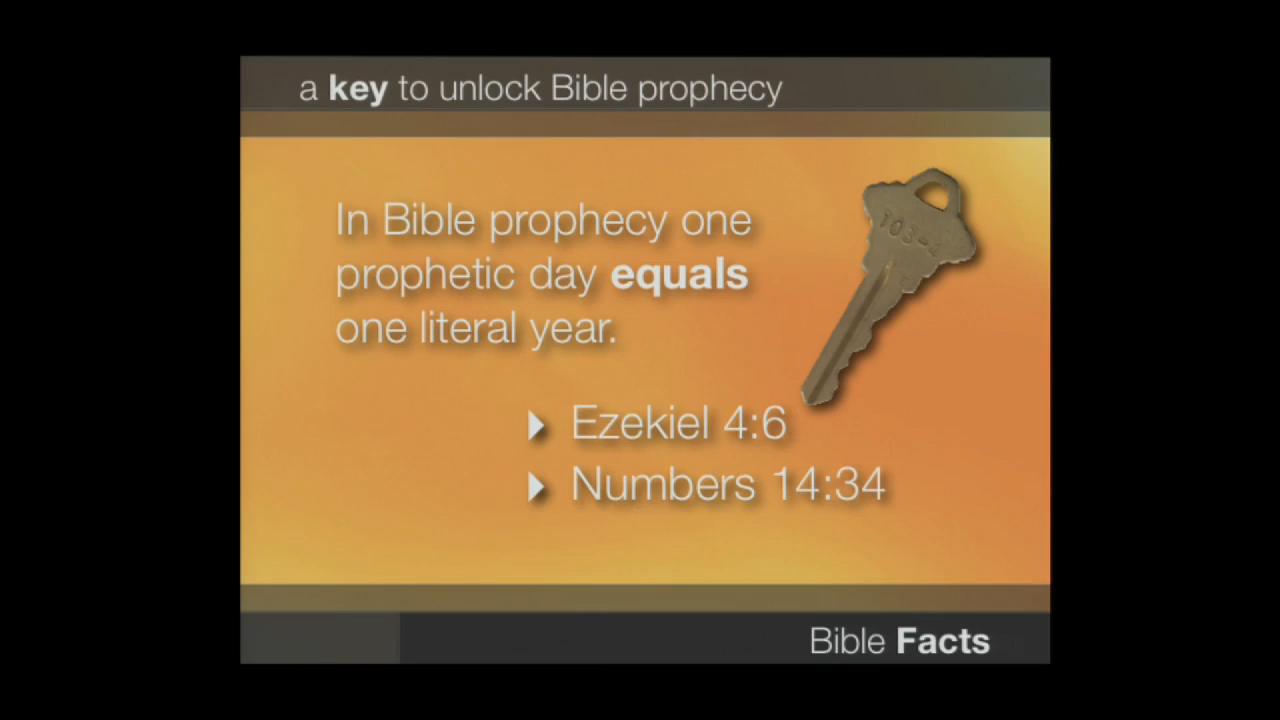 a key to unlock Bible prophecy
In Bible prophecy one
prophetic day equals
one literal year.
Ezekiel 4:6
Numbers 14:34
Bible Facts